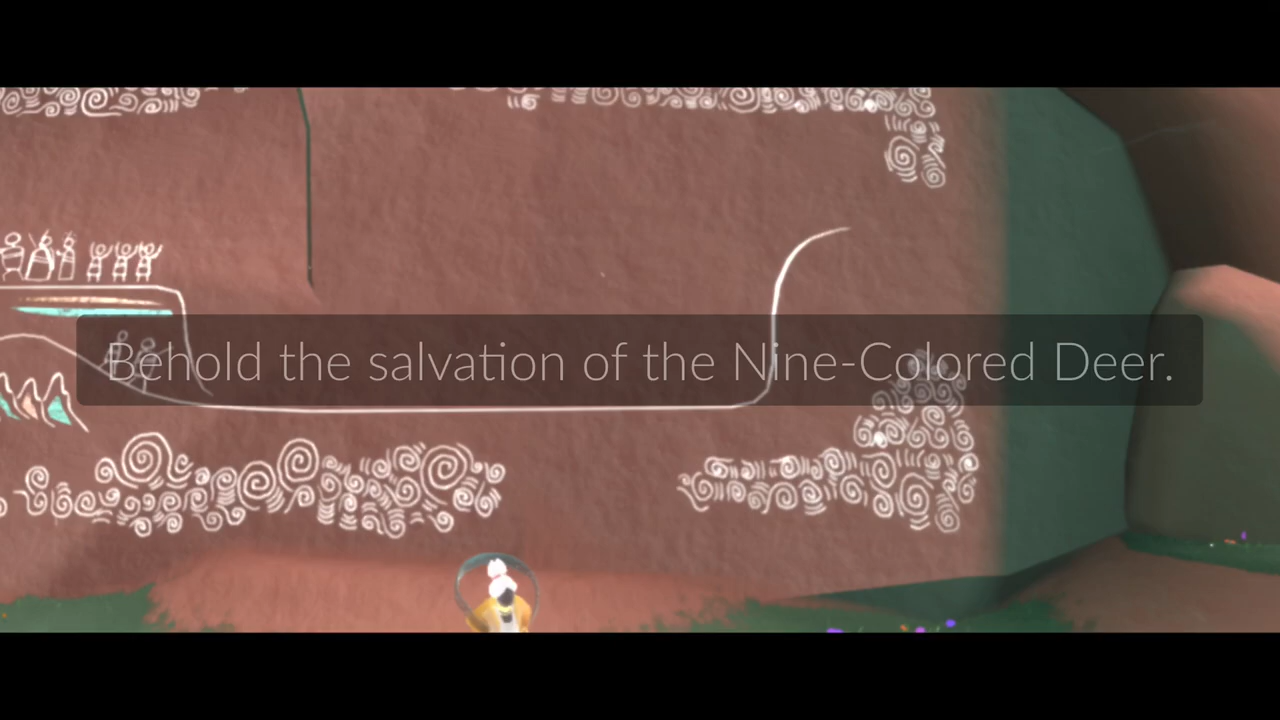 Behold the salvation of the Nine-Colored Deer.